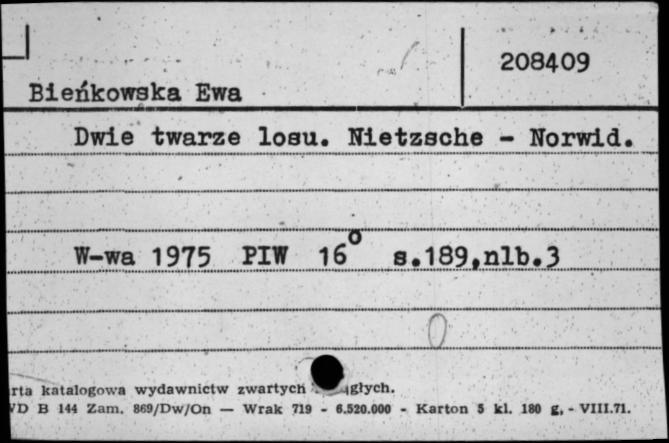 208409
Bieńkowska Ewa
Dwie twarze losu. Nietzsche - Norwid.
W-wa 1975 PIW 16° s.189,nlb.3
katalogowa wydawnictw zwartych
B 144 Zam. 869/Dw/On — Wrak 719 - 6.520.000 - Karton 5 kl. 180 g. - VIII.71.